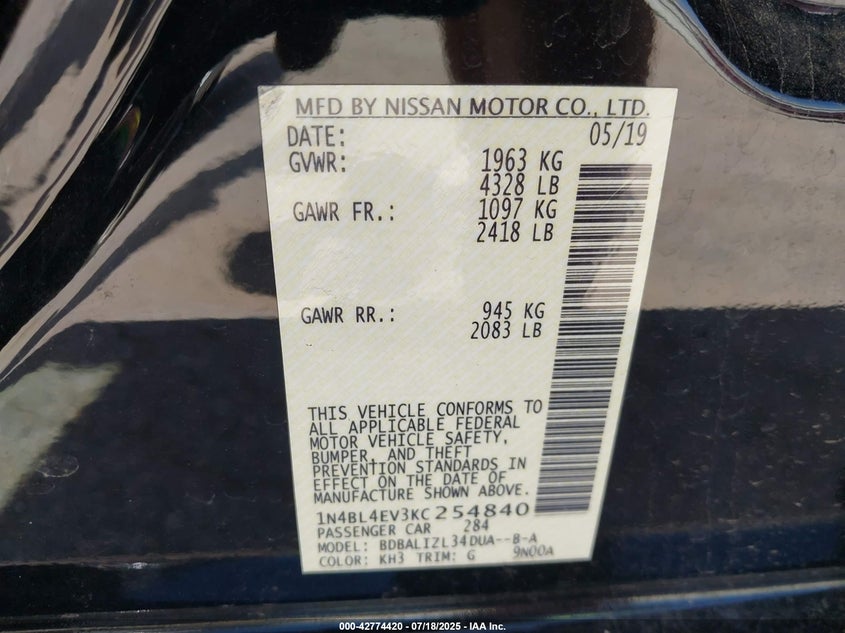 MFD BY NISSAN MOTOR CO., LTD.
DATE: 05/19
GVWR: 1963 KG
4328 LB
GAWR FR.: 1097 KG
2418 LB
GAWR RR.: 945 KG
2083 LB
THIS VEHICLE CONFORMS TO
ALL APPLICABLE FEDERAL
MOTOR VEHICLE SAFETY,
BUMPER, AND THEFT
PREVENTION STANDARDS IN
EFFECT ON THE DATE OF
MANUFACTURE SHOWN ABOVE.
1N4BL4EV3KC254840
PASSENGER CAR 284
MODEL: BDBALIZL34DUA--B-A
COLOR: KH3 TRIM: G 9N00A
000-42774420 | 07/18/2025 - IAA Inc.